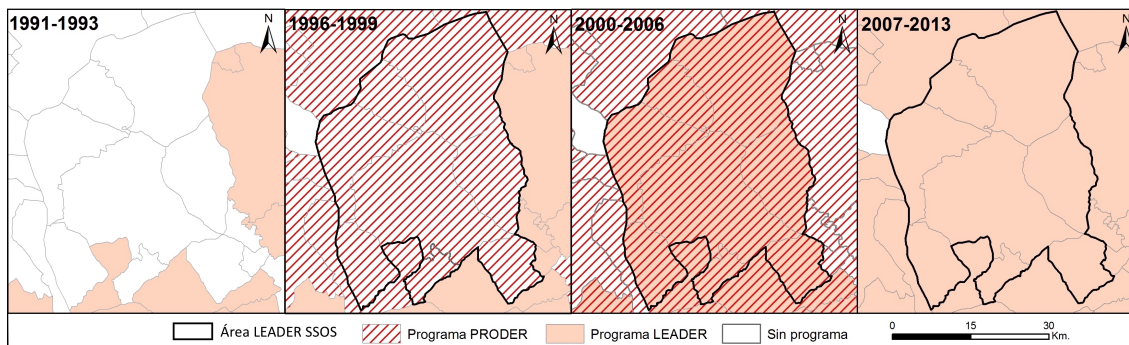 1991-1993
N
1996-1999
N
2000-2006
N
2007-2013
N
Área LEADER SSOS
Programa PRODER
Programa LEADER
Sin programa
0 15 30
Km.